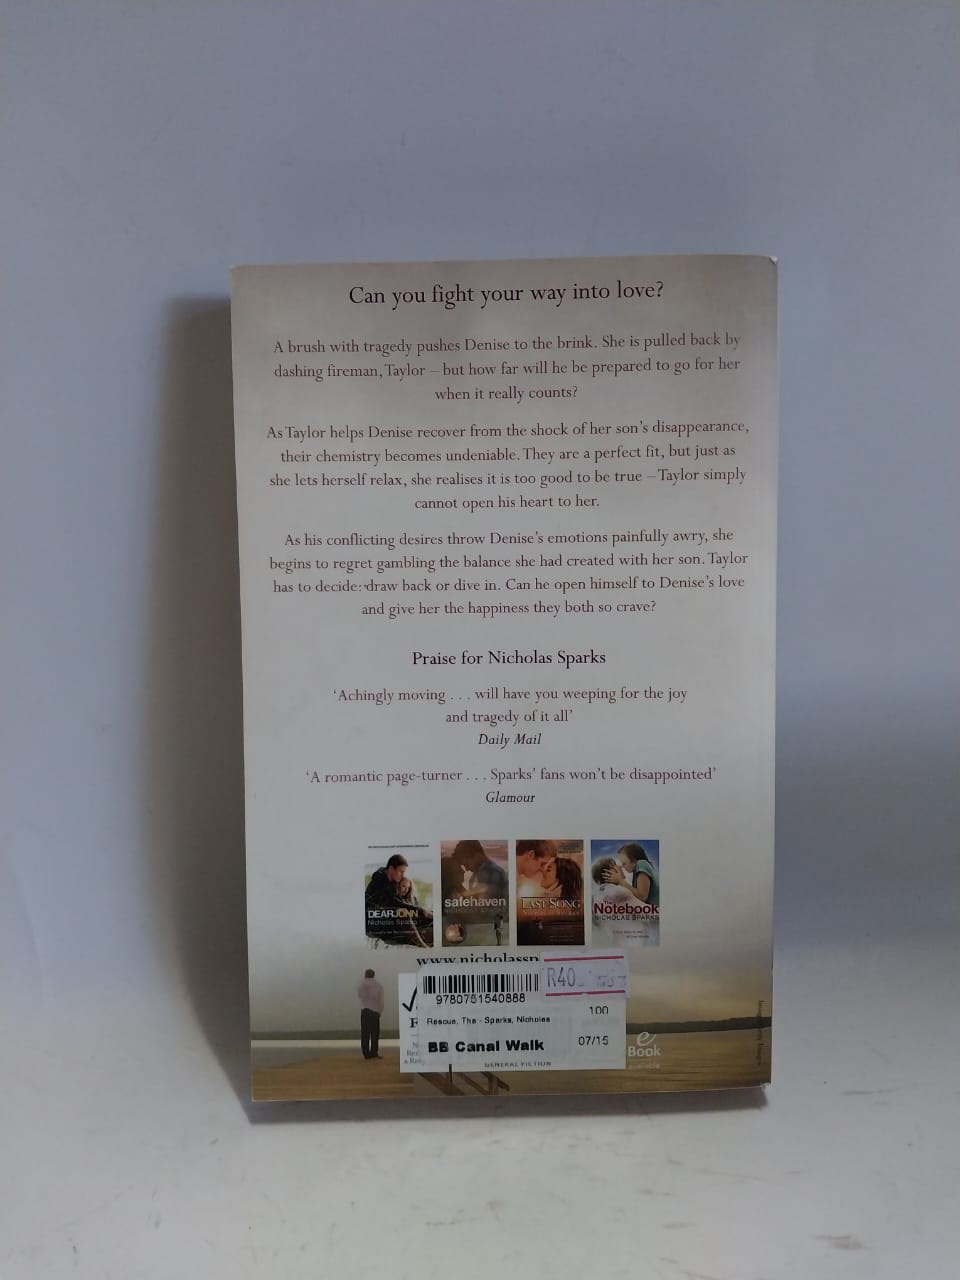 Can you fight your way into love?
A brush with tragedy pushes Denise to the brink. She is pulled back by
dashing fireman, Taylor – but how far will he be prepared to go for her
when it really counts?
As Taylor helps Denise recover from the shock of her son's disappearance,
their chemistry becomes undeniable. They are a perfect fit, but just as
she lets herself relax, she realises it is too good to be true – Taylor simply
cannot open his heart to her.
As his conflicting desires throw Denise's emotions painfully awry, she
begins to regret gambling the balance she had created with her son. Taylor
has to decide: draw back or dive in. Can he open himself to Denise's love
and give her the happiness they both so crave?
Praise for Nicholas Sparks
'Achingly moving . . . will have you weeping for the joy
and tragedy of it all'
Daily Mail
'A romantic page-turner . . . Sparks' fans won't be disappointed'
Glamour
DEAR JOHN
Nicholas Sparks
safehaven
NICHOLAS SPARKS
LAST SONG
NICHOLAS SPARKS
The Notebook
NICHOLAS SPARKS
www.nicholassp
R40
9780751540888
100
Rescue, The - Sparks, Nicholas
BB Canal Walk
07/15
GENERAL FICTION
eBook
available